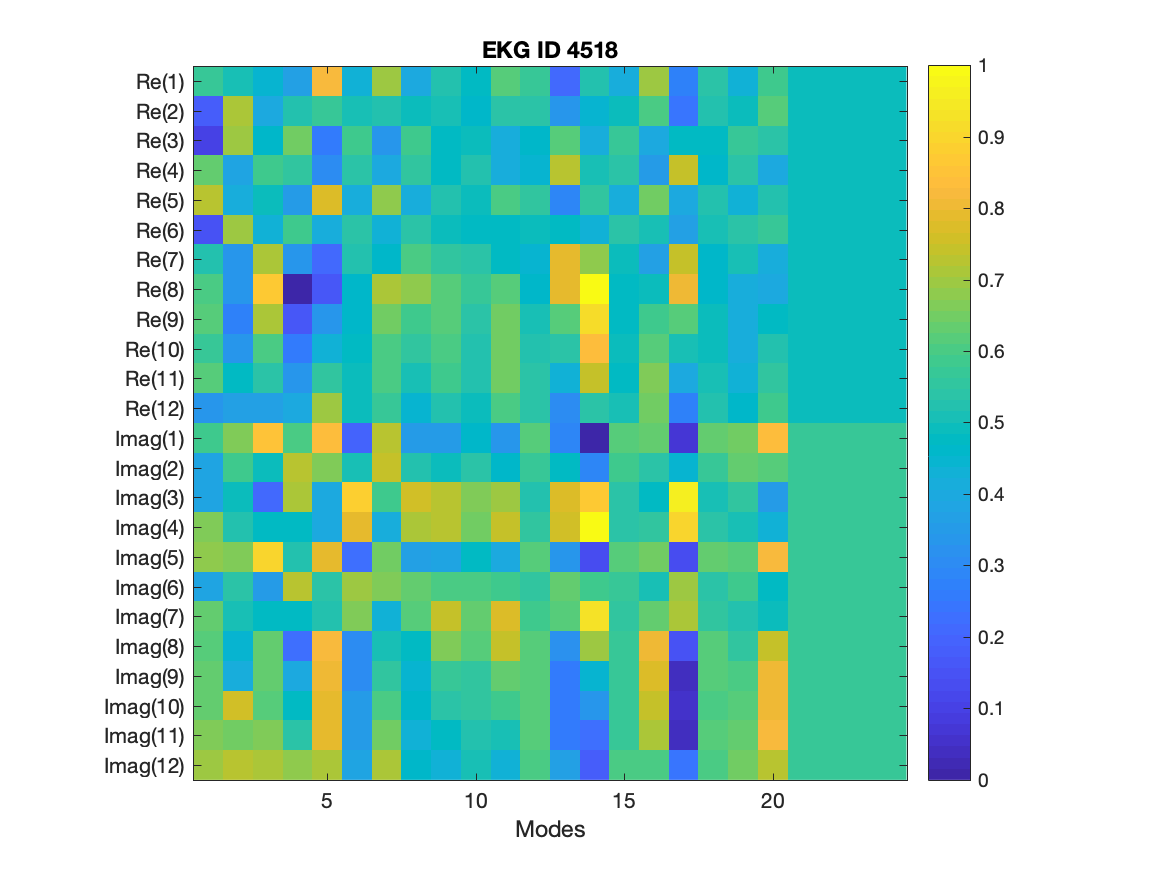 EKG ID 4518
Re(1)
Re(2)
Re(3)
Re(4)
Re(5)
Re(6)
Re(7)
Re(8)
Re(9)
Re(10)
Re(11)
Re(12)
Imag(1)
Imag(2)
Imag(3)
Imag(4)
Imag(5)
Imag(6)
Imag(7)
Imag(8)
Imag(9)
Imag(10)
Imag(11)
Imag(12)
5 10 15 20
Modes
1
0.9
0.8
0.7
0.6
0.5
0.4
0.3
0.2
0.1
0